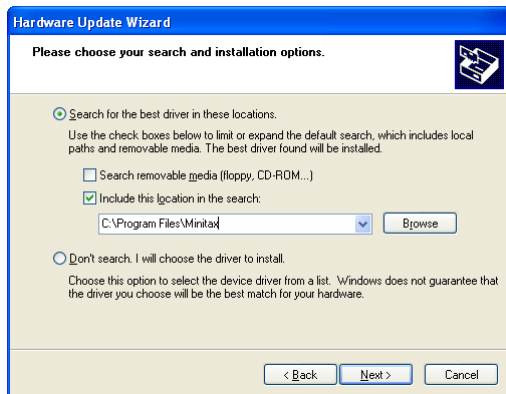 Hardware Update Wizard
Please choose your search and installation options.
Search for the best driver in these locations.
Use the check boxes below to limit or expand the default search, which includes local
paths and removable media. The best driver found will be installed.
Search removable media (floppy, CD-ROM...)
Include this location in the search:
C:\Program Files\Minitax
Browse
Don't search. I will choose the driver to install.
Choose this option to select the device driver from a list. Windows does not guarantee that
the driver you choose will be the best match for your hardware.
< Back Next > Cancel